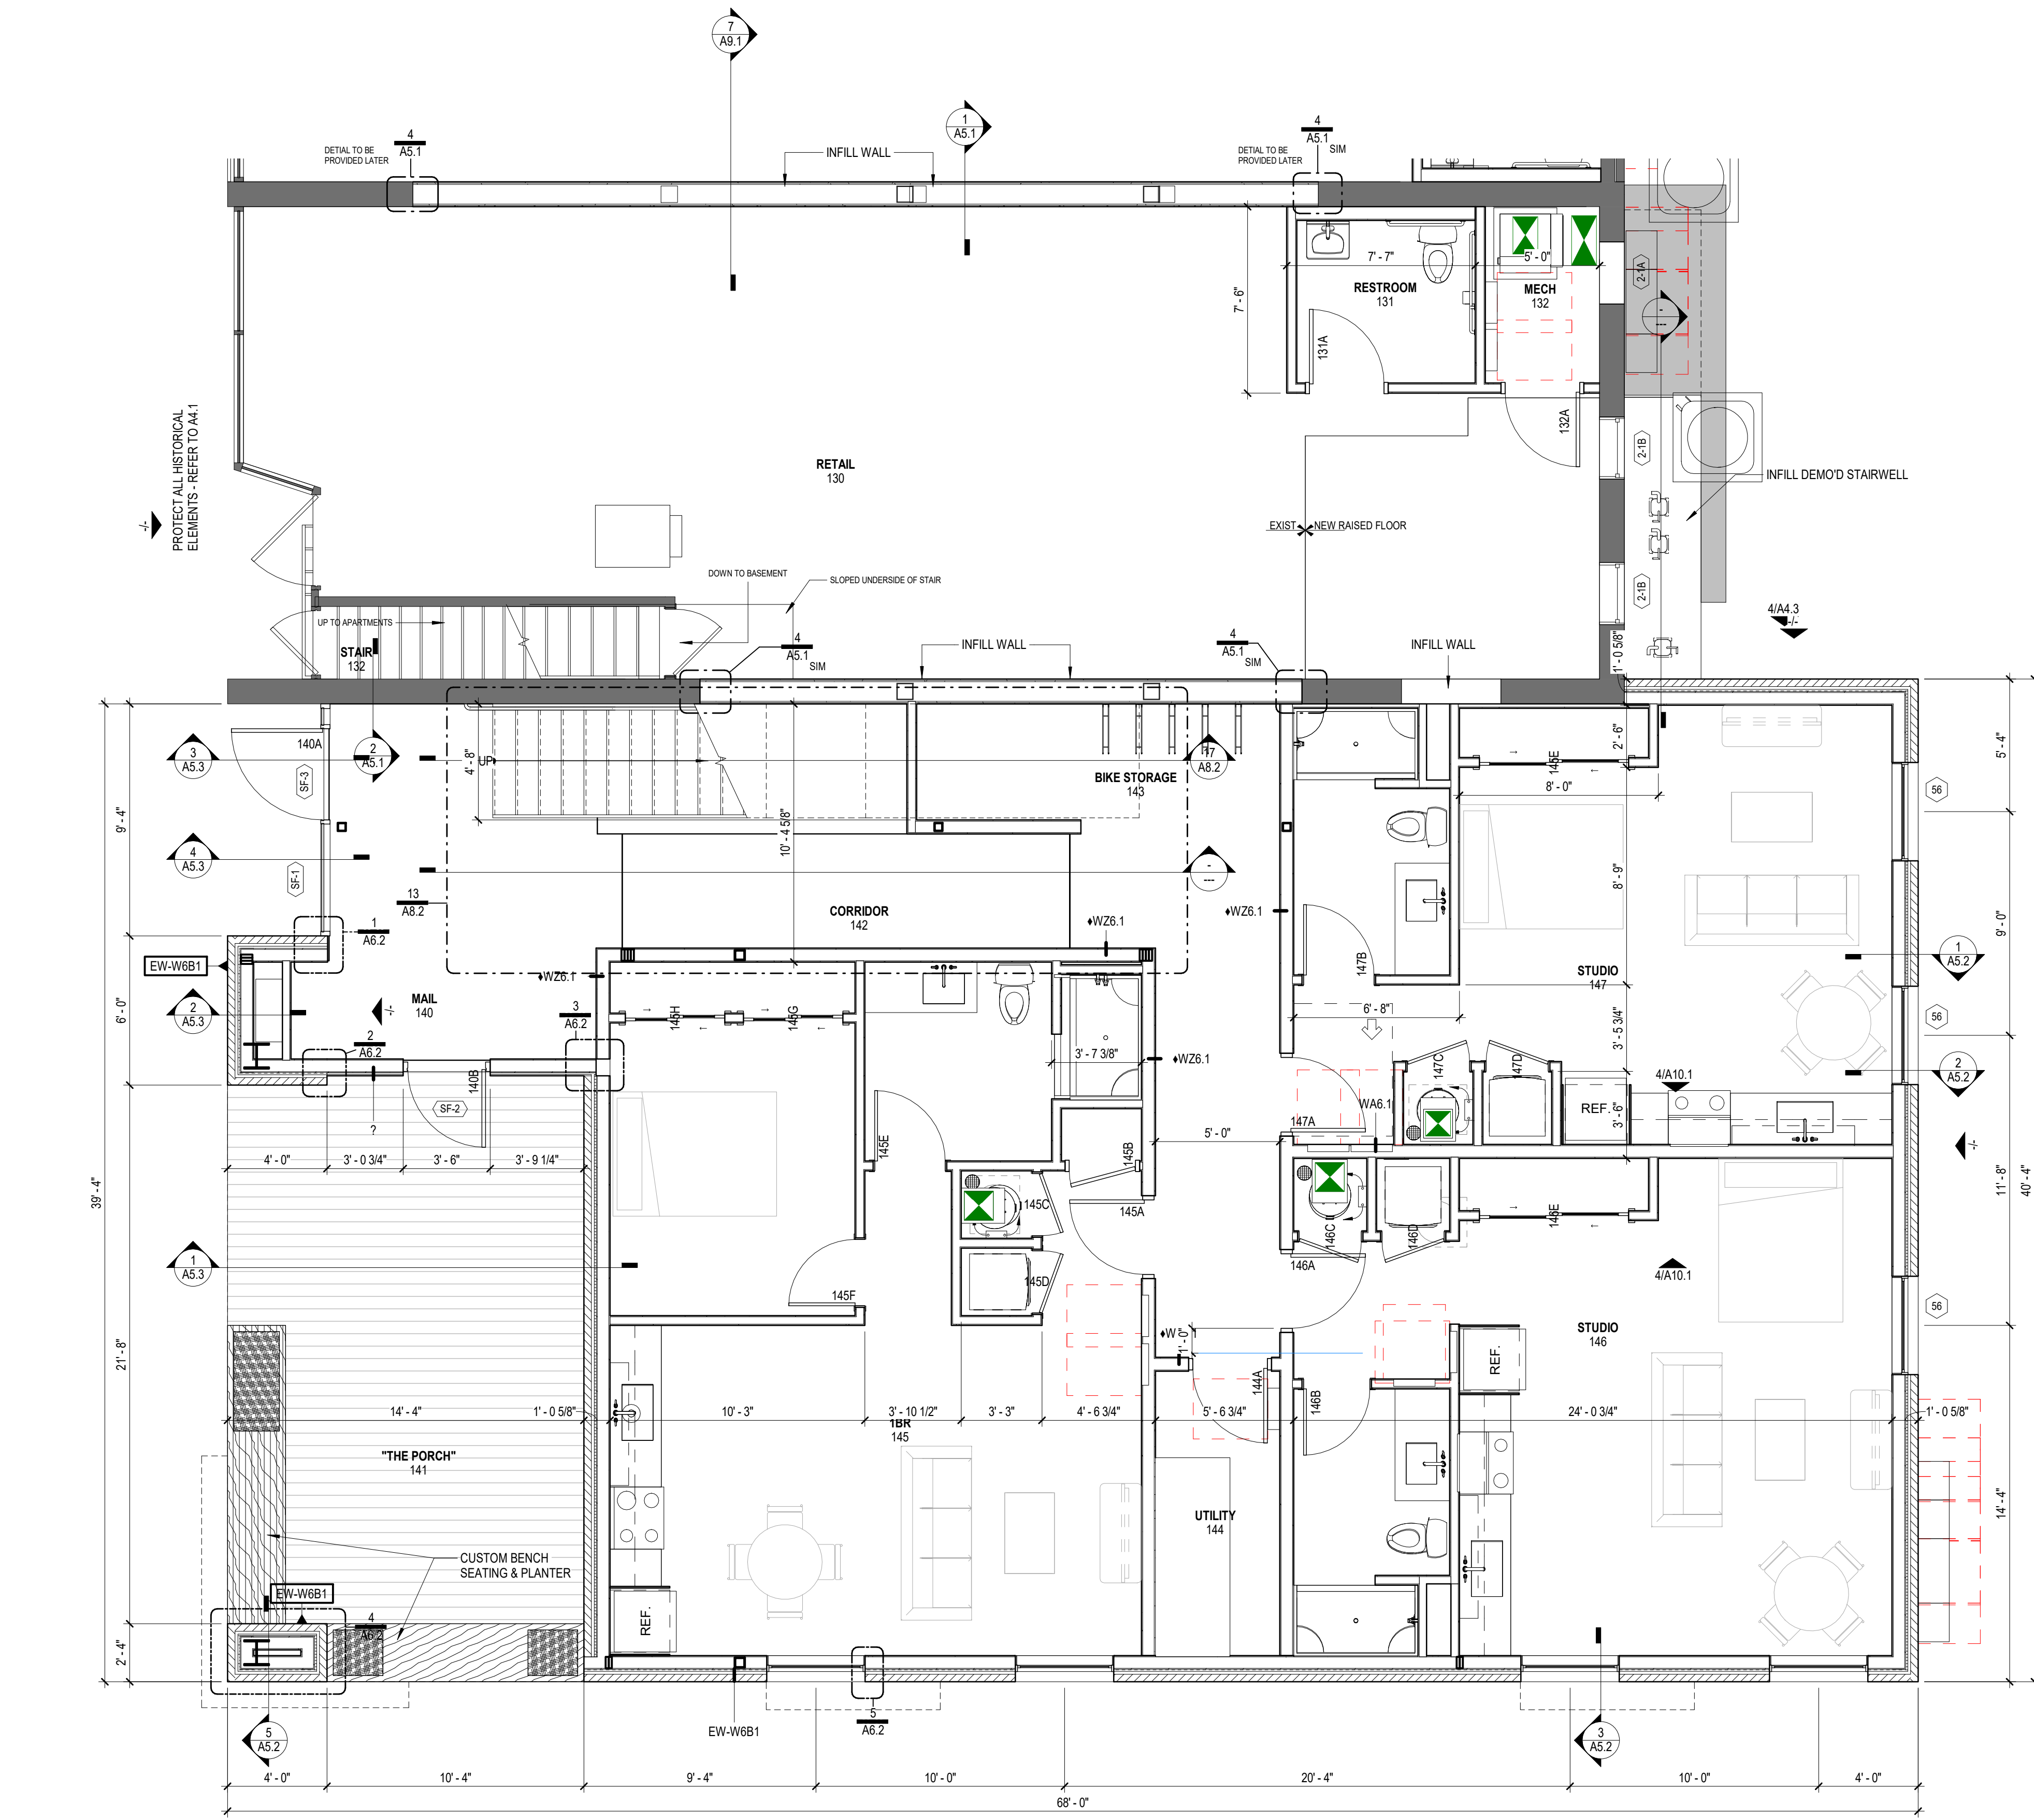 7
A9.1
1
A5.1
4
A5.1
DETIAL TO BE
PROVIDED LATER
INFILL WALL
DETIAL TO BE
PROVIDED LATER
4
A5.1
SIM
7' - 7"
5' - 0"
RESTROOM
131
MECH
132
7' - 6"
131A
132A
2-1A
-
---
2-1B
2-1B
INFILL DEMO'D STAIRWELL
PROTECT ALL HISTORICAL
ELEMENTS - REFER TO A4.1
-/-
RETAIL
130
EXIST
NEW RAISED FLOOR
DOWN TO BASEMENT
SLOPED UNDERSIDE OF STAIR
UP TO APARTMENTS
STAIR
132
4
A5.1
SIM
INFILL WALL
4
A5.1
SIM
INFILL WALL
1' - 0 5/8"
4/A4.3
-/-
140A
3
A5.3
2
A5.1
SF-3
4' - 8"
UP
17
A8.2
BIKE STORAGE
143
145E
2' - 6"
8' - 0"
56
5' - 4"
9' - 4"
10' - 4 5/8"
4
A5.3
SF-1
-
---
8' - 9"
13
A8.2
1
A6.2
CORRIDOR
142
♦WZ6.1
♦WZ6.1
147B
9' - 0"
EW-W6B1
♦WZ6.1
STUDIO
147
1
A5.2
MAIL
140
-/-
2
A5.3
6' - 0"
3
A6.2
2
A6.2
145H
145G
6' - 8"
56
3' - 5 3/4"
3' - 7 3/8"
♦WZ6.1
147C
147D
2
A5.2
140B
SF-2
?
4/A10.1
REF.
3' - 6"
WA6.1
147A
5' - 0"
-/-
4' - 0"
3' - 0 3/4"
3' - 6"
3' - 9 1/4"
145E
145B
145C
145A
146C
146D
146E
11' - 8"
40' - 4"
39' - 4"
1
A5.3
145D
145F
146A
4/A10.1
56
STUDIO
146
♦W
1
1' - 0"
REF.
21' - 8"
144A
146B
14' - 4"
1' - 0 5/8"
10' - 3"
3' - 10 1/2"
3' - 3"
4' - 6 3/4"
5' - 6 3/4"
24' - 0 3/4"
1' - 0 5/8"
1BR
145
"THE PORCH"
141
UTILITY
144
14' - 4"
CUSTOM BENCH
SEATING & PLANTER
EW-W6B1
4
A6.2
REF.
2' - 4"
5
A5.2
EW-W6B1
5
A6.2
3
A5.2
4' - 0"
10' - 4"
9' - 4"
10' - 0"
20' - 4"
10' - 0"
4' - 0"
68' - 0"